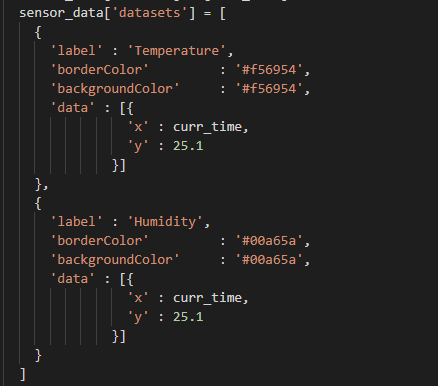 sensor_data['datasets'] = [
{
'label' : 'Temperature',
'borderColor' : '#f56954',
'backgroundColor' : '#f56954',
'data' : [{
'x' : curr_time,
'y' : 25.1
}]
},
{
'label' : 'Humidity',
'borderColor' : '#00a65a',
'backgroundColor' : '#00a65a',
'data' : [{
'x' : curr_time,
'y' : 25.1
}]
}
]